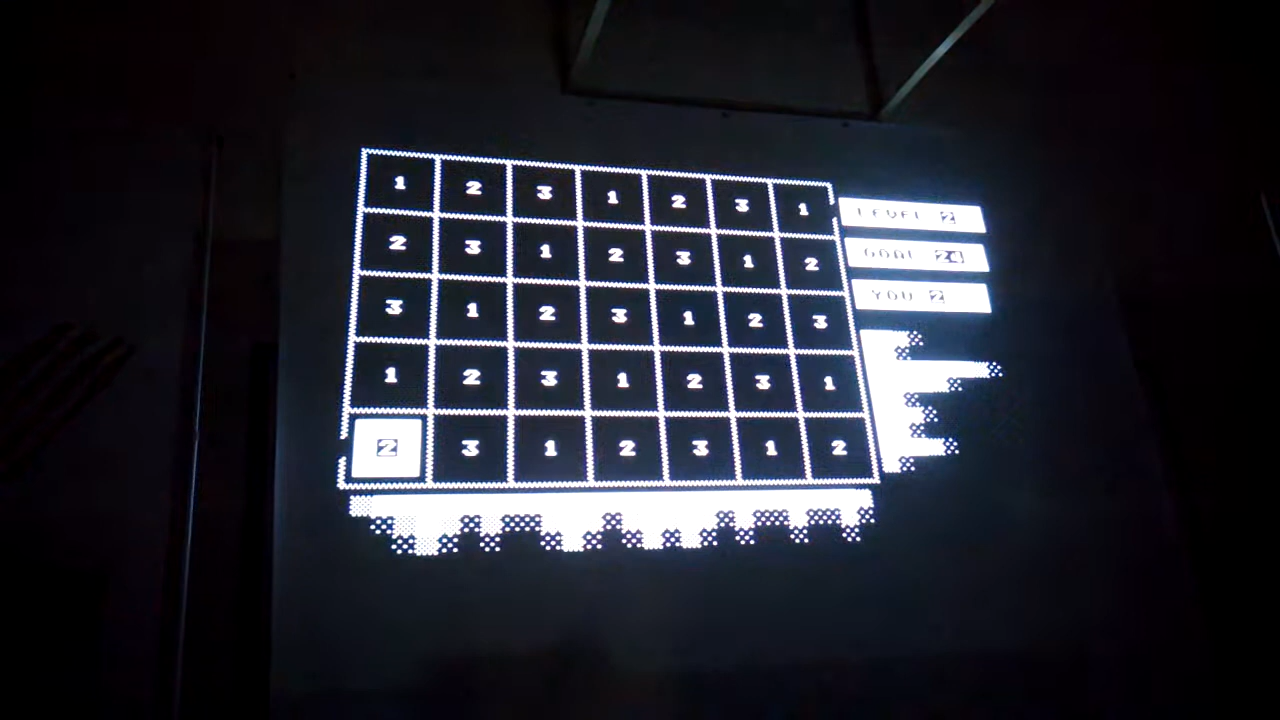 1 2 3 1 2 3 1
LEVEL 2
2 3 1 2 3 1 2
GOAL 24
3 1 2 3 1 2 3
YOU 2
1 2 3 1 2 3 1
2 3 1 2 3 1 2